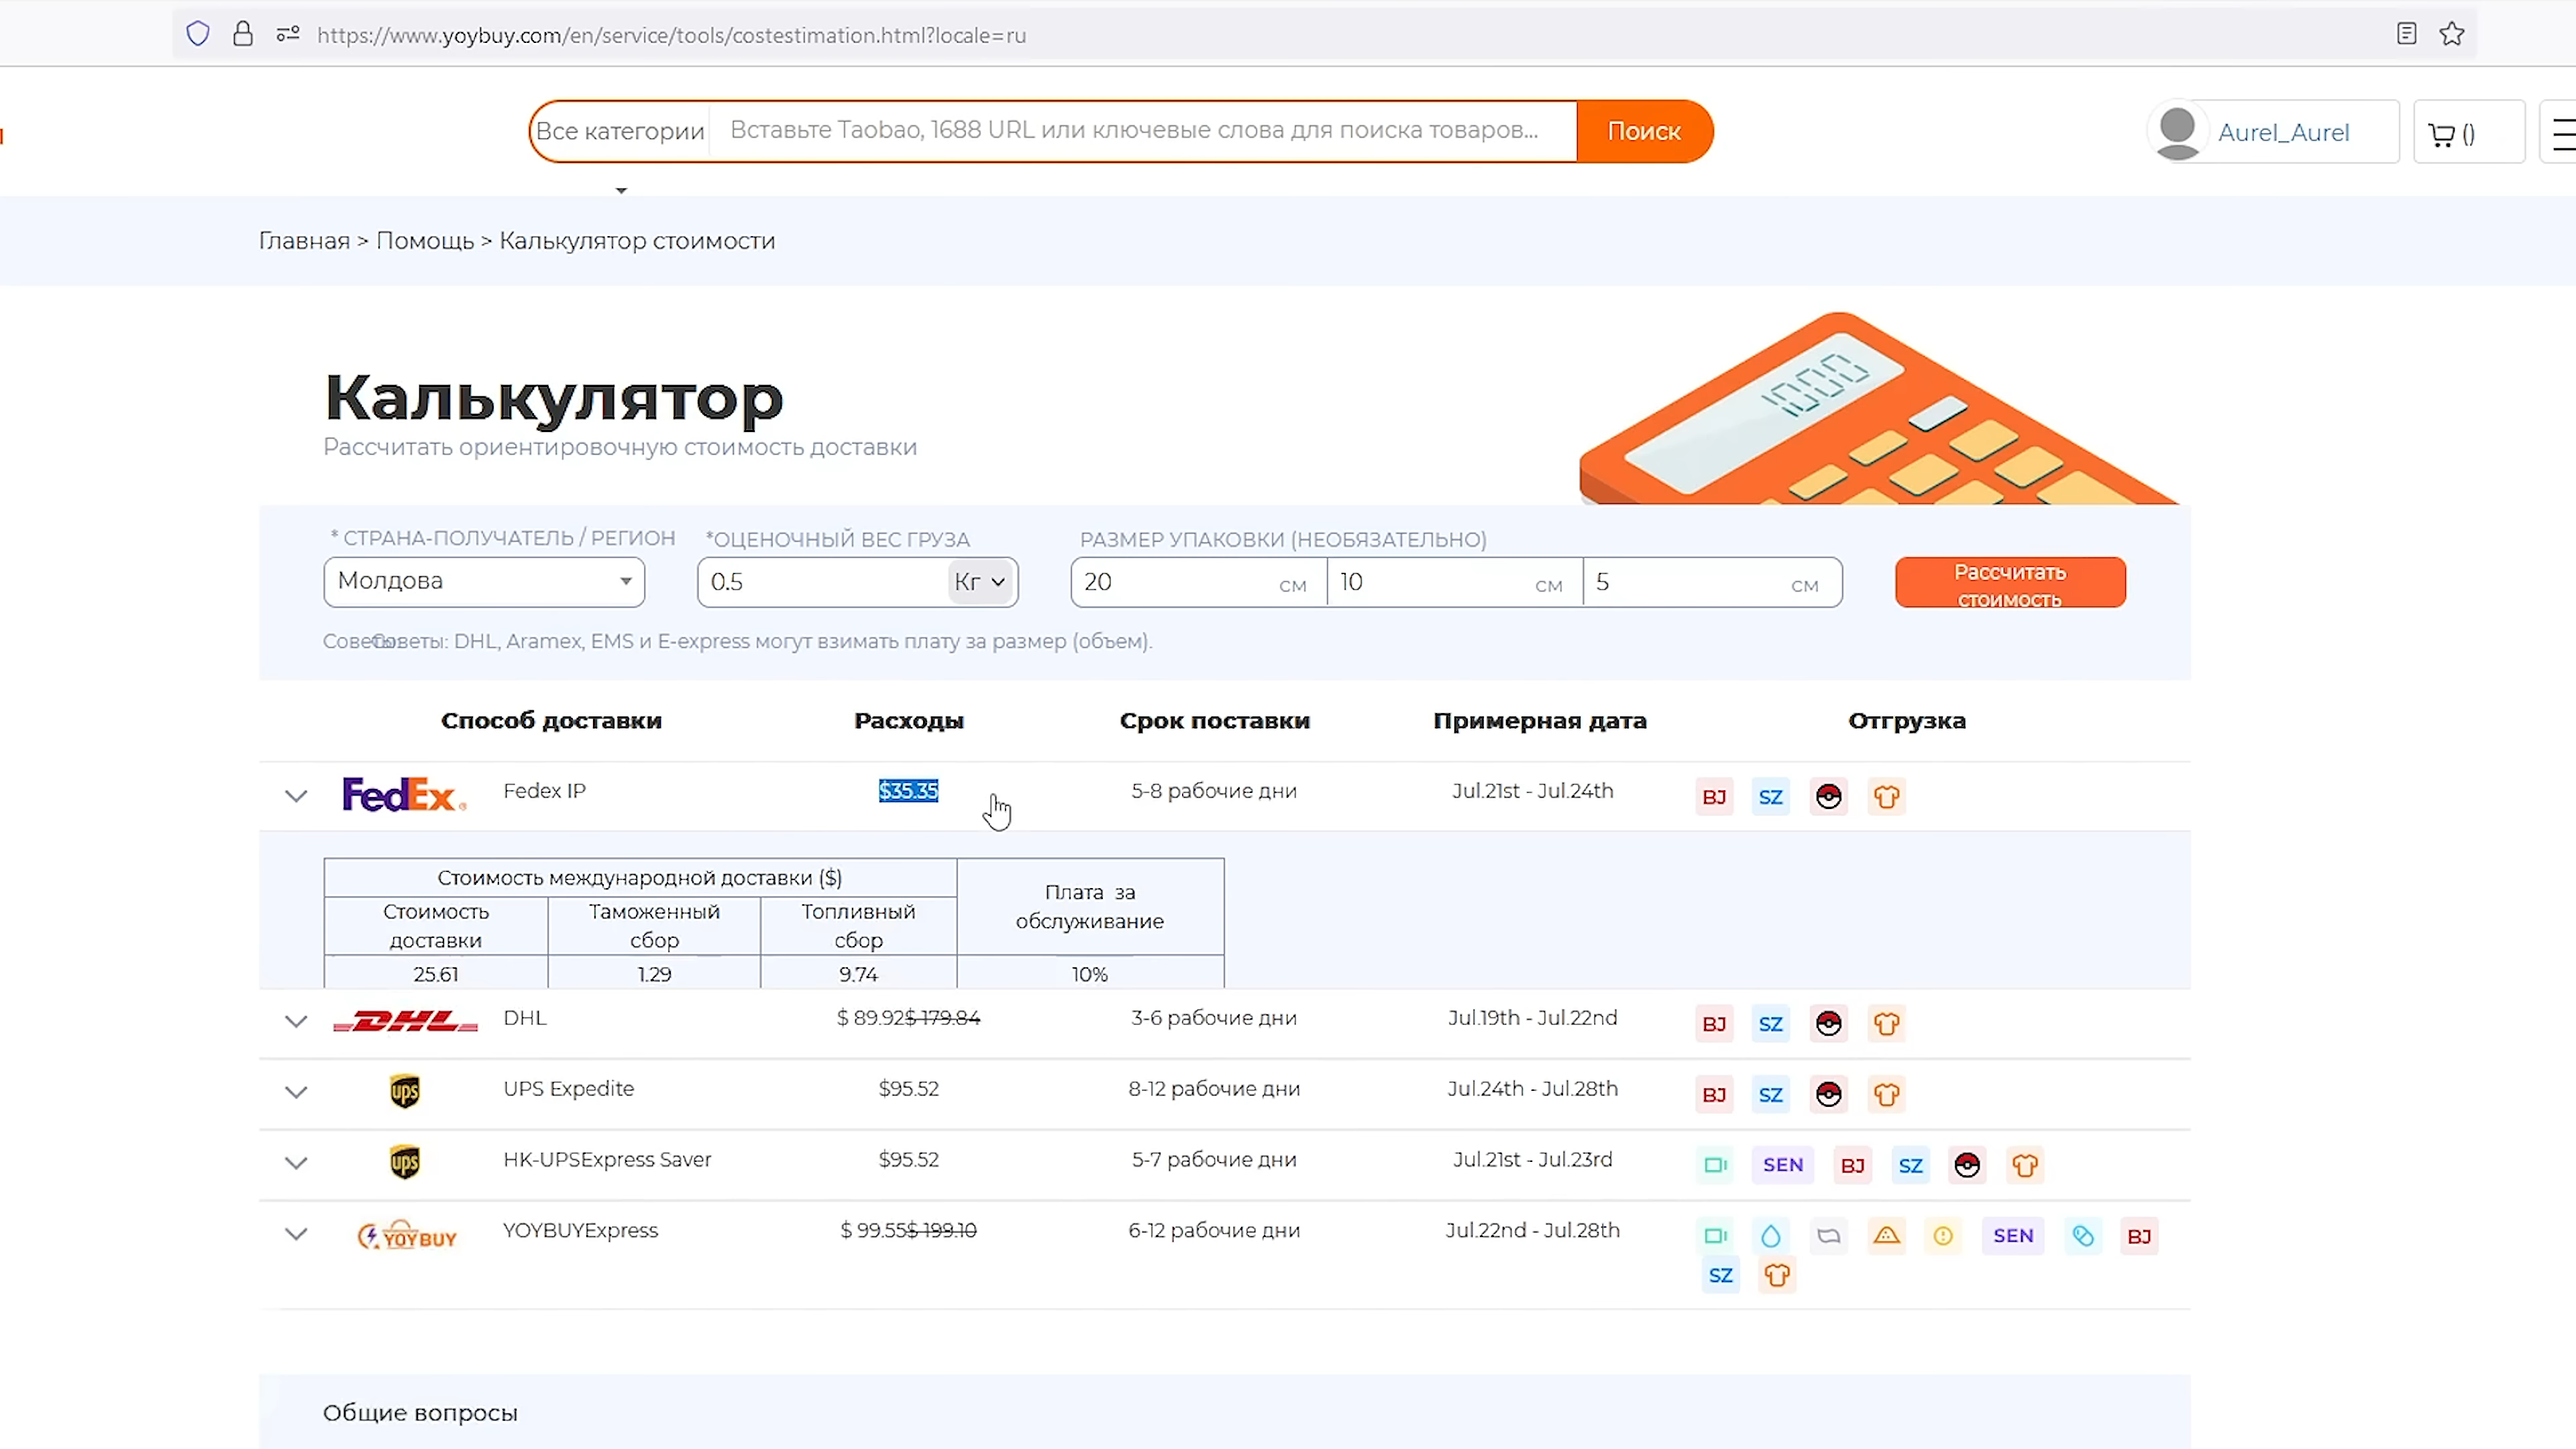 https://www.yoybuy.com/en/service/tools/costestimation.html?locale=ru
Все категории
Вставьте Taobao, 1688 URL или ключевые слова для поиска товаров...
Поиск
Aurel_Aurel
()
Главная > Помощь > Калькулятор стоимости
1000
Калькулятор
Рассчитать ориентировочную стоимость доставки
* СТРАНА-ПОЛУЧАТЕЛЬ / РЕГИОН *ОЦЕНОЧНЫЙ ВЕС ГРУЗА РАЗМЕР УПАКОВКИ (НЕОБЯЗАТЕЛЬНО)
Молдова 0.5 Кг 20 см 10 см 5 см
Рассчитать
стоимость
Советы: DHL, Aramex, EMS и E-express могут взимать плату за размер (объем).
Способ доставки Расходы Срок поставки Примерная дата Отгрузка
FedEx Fedex IP $35.35 5-8 рабочие дни Jul.21st - Jul.24th BJ SZ
Стоимость международной доставки ($)
Плата за
обслуживание
Стоимость
доставки
Таможенный
сбор
Топливный
сбор
25.61 1.29 9.74 10%
DHL DHL $ 89.92$ 179.84 3-6 рабочие дни Jul.19th - Jul.22nd BJ SZ
ups UPS Expedite $95.52 8-12 рабочие дни Jul.24th - Jul.28th BJ SZ
ups HK-UPSExpress Saver $95.52 5-7 рабочие дни Jul.21st - Jul.23rd SEN BJ SZ
YOYBUY YOYBUYExpress $ 99.55$ 199.10 6-12 рабочие дни Jul.22nd - Jul.28th SEN BJ
SZ
Общие вопросы